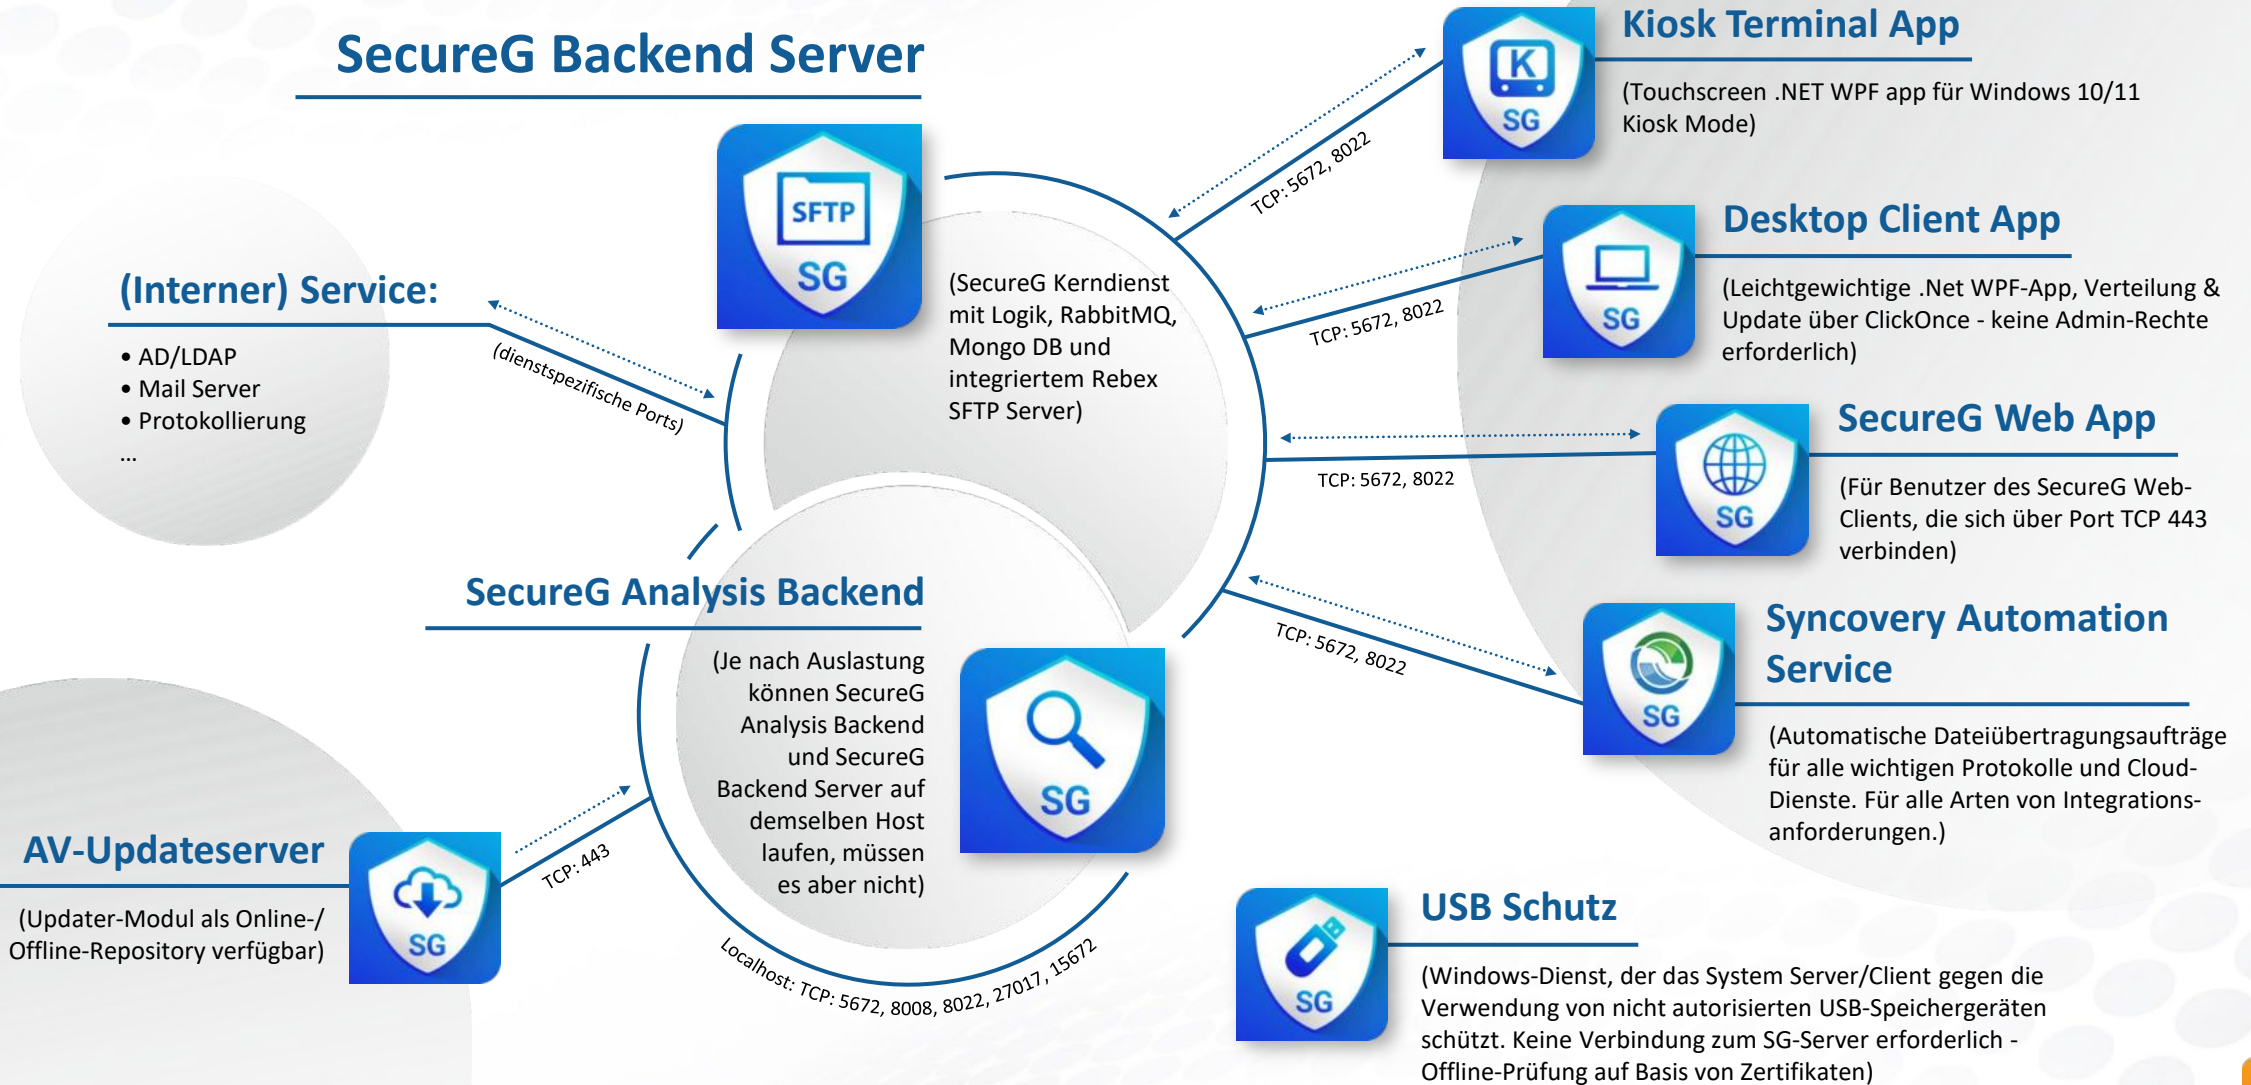 SecureG Backend Server
SFTP
SG
(SecureG Kerndienst
mit Logik, RabbitMQ,
Mongo DB und
integriertem Rebex
SFTP Server)
(Interner) Service:
• AD/LDAP
• Mail Server
• Protokollierung
...
(dienstspezifische Ports)
SecureG Analysis Backend
(Je nach Auslastung
können SecureG
Analysis Backend
und SecureG
Backend Server auf
demselben Host
laufen, müssen
es aber nicht)
SG
Localhost: TCP: 5672, 8008, 8022, 27017, 15672
AV-Updateserver
(Updater-Modul als Online-/
Offline-Repository verfügbar)
SG
TCP: 443
Kiosk Terminal App
(Touchscreen .NET WPF app für Windows 10/11
Kiosk Mode)
K
SG
TCP: 5672, 8022
Desktop Client App
(Leichtgewichtige .Net WPF-App, Verteilung &
Update über ClickOnce - keine Admin-Rechte
erforderlich)
SG
TCP: 5672, 8022
SecureG Web App
(Für Benutzer des SecureG Web-
Clients, die sich über Port TCP 443
verbinden)
SG
TCP: 5672, 8022
Syncovery Automation
Service
(Automatische Dateiübertragungsaufträge
für alle wichtigen Protokolle und Cloud-
Dienste. Für alle Arten von Integrations-
anforderungen.)
SG
TCP: 5672, 8022
USB Schutz
(Windows-Dienst, der das System Server/Client gegen die
Verwendung von nicht autorisierten USB-Speichergeräten
schützt. Keine Verbindung zum SG-Server erforderlich -
Offline-Prüfung auf Basis von Zertifikaten)
SG